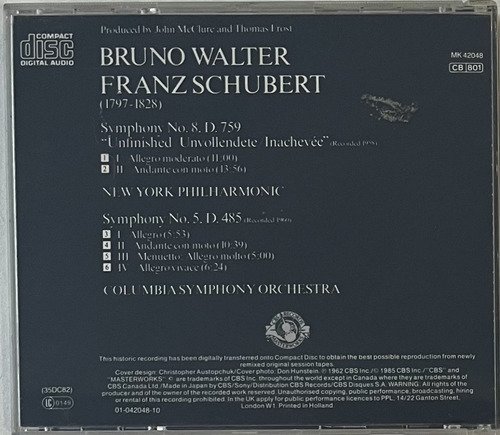 COMPACT
disc
DIGITAL AUDIO
Produced by John McClure and Thomas Frost
MK 42048
CB 801
BRUNO WALTER
FRANZ SCHUBERT
(1797-1828)
Symphony No. 8, D. 759
"Unfinished/Unvollendete/Inachevée" (Recorded 1958)
1 I Allegro moderato (11:00)
2 II Andante con moto (13:56)
NEW YORK PHILHARMONIC
Symphony No. 5, D. 485 (Recorded 1960)
3 I Allegro (5:53)
4 II Andante con moto (10:39)
5 III Menuetto: Allegro molto (5:00)
6 IV Allegro vivace (6:24)
COLUMBIA SYMPHONY ORCHESTRA
This historic recording has been digitally transferred onto Compact Disc to obtain the best possible reproduction from newly
remixed original session tapes.
Cover design: Christopher Austopchuk/Cover photo: Don Hunstein. ℗ 1962 CBS Inc./© 1985 CBS Inc./"CBS" and
"MASTERWORKS" are trademarks of CBS Inc. throughout the world except in Canada where they are trademarks of
CBS Canada Ltd./Made in Japan by CBS/Sony/Distribution CBS Records/CBS Disques S.A. WARNING: All rights of the
producer and of the owner of the recorded work reserved. Unauthorised copying, public performance, broadcasting, hiring
or rental of this recording prohibited. In the UK apply for public performance licences to PPL, 14/22 Ganton Street,
London W1. Printed in Holland.
(35DC82)
0149
01-042048-10